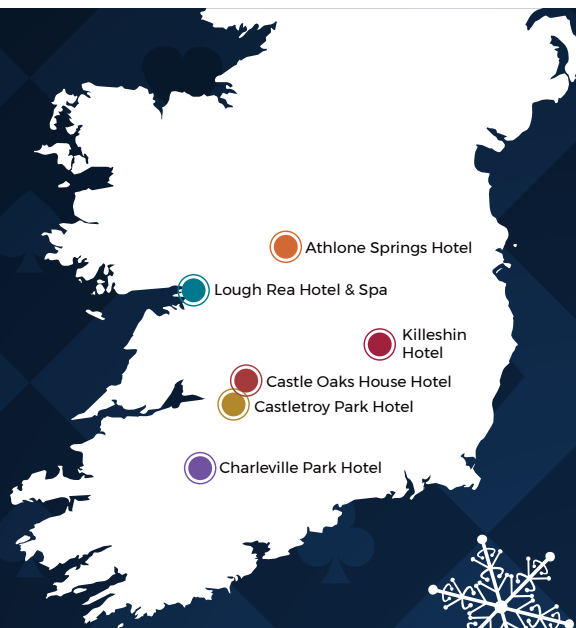 Athlone Springs Hotel
Lough Rea Hotel & Spa
Killeshin
Hotel
Castle Oaks House Hotel
Castletroy Park Hotel
Charleville Park Hotel